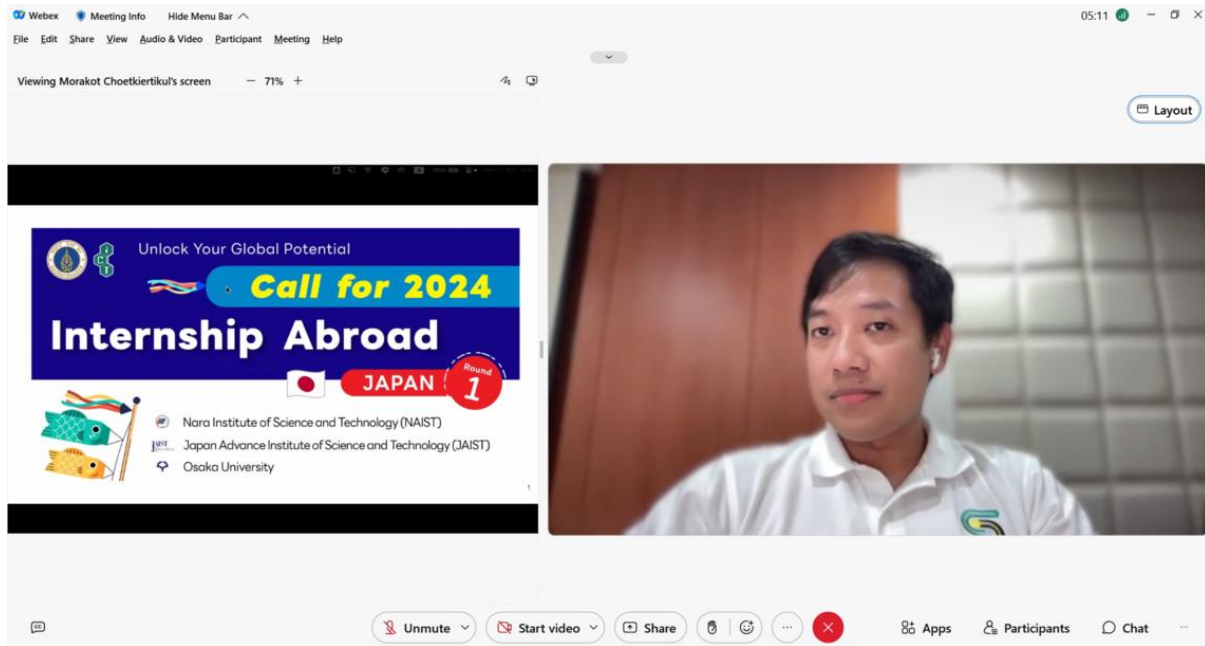 Webex Meeting Info Hide Menu Bar 05:11
File Edit Share View Audio & Video Participant Meeting Help
Viewing Morakot Choetkiertikul's screen − 71% +
Layout
Unlock Your Global Potential
Call for 2024
Internship Abroad
JAPAN
Round
1
Nara Institute of Science and Technology (NAIST)
JAIST Japan Advance Institute of Science and Technology (JAIST)
Osaka University
1
CC Unmute Start video Share Apps Participants Chat